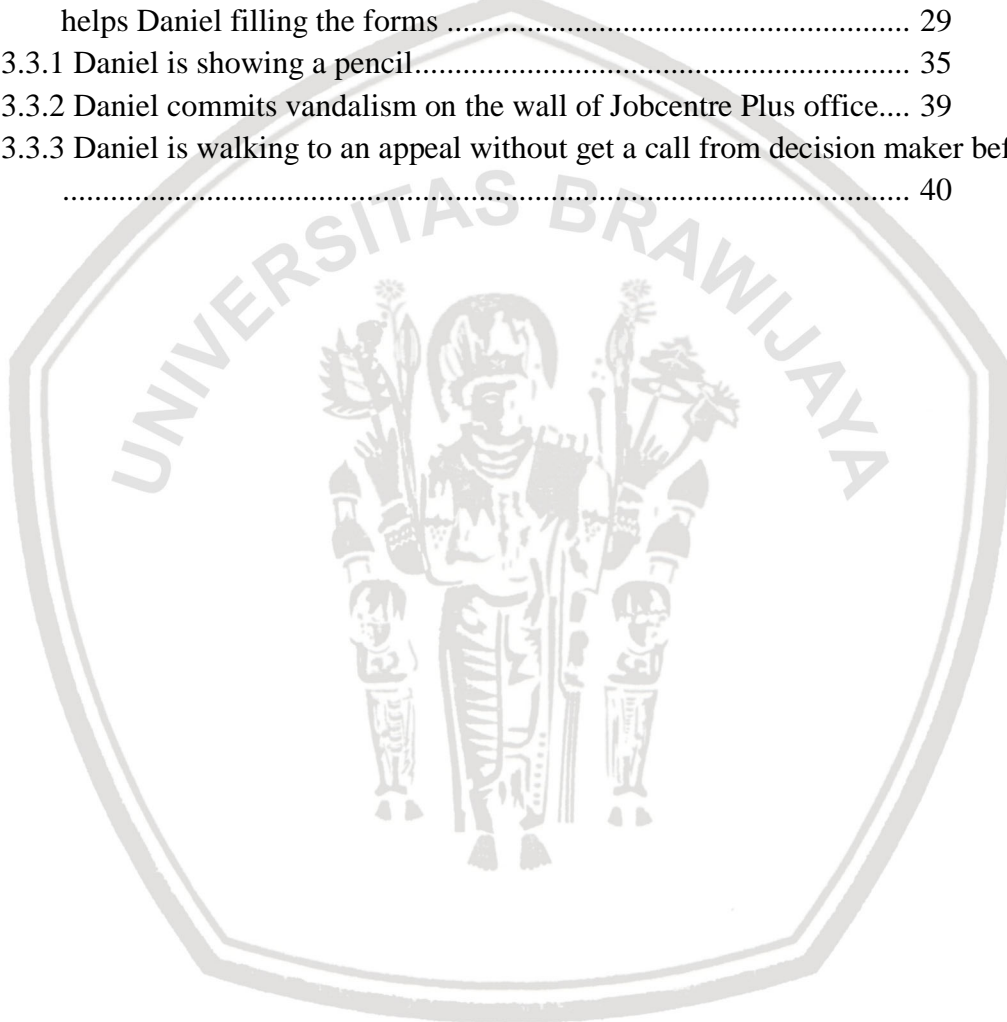 helps Daniel filling the forms .......................................................... 29
3.3.1 Daniel is showing a pencil.............................................................. 35
3.3.2 Daniel commits vandalism on the wall of Jobcentre Plus office.... 39
3.3.3 Daniel is walking to an appeal without get a call from decision maker
.......................................................................................................... 40
UNIVERSITAS BRAWIJAYA